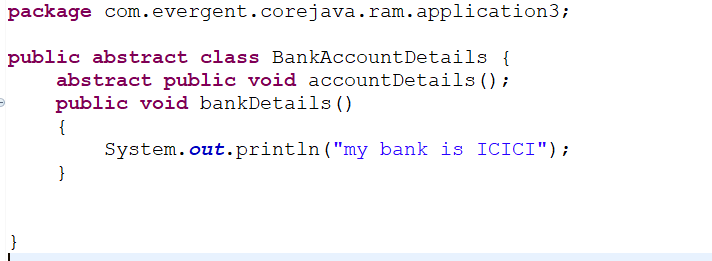 package com.evergent.corejava.ram.application3;
public abstract class BankAccountDetails {
abstract public void accountDetails();
public void bankDetails()
{
System.out.println("my bank is ICICI");
}
}